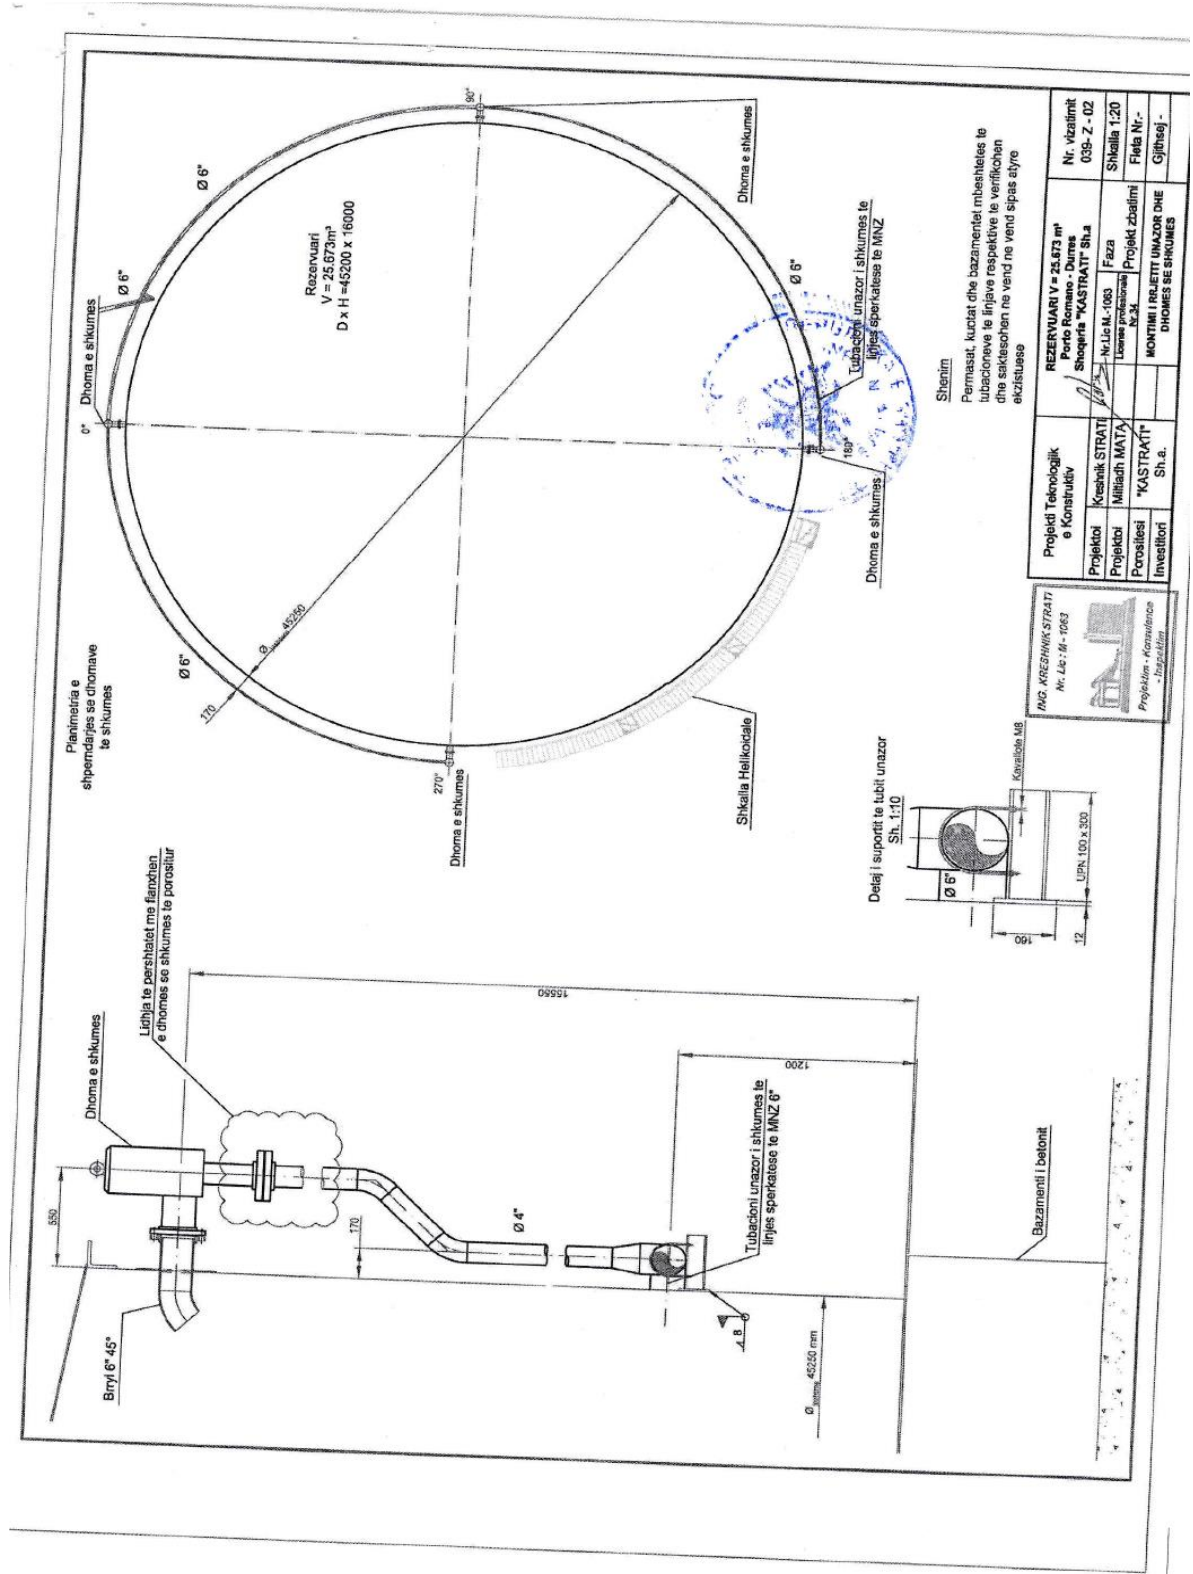 Planimetria e
shperndarjes se dhomave
te shkumes
0°
Dhoma e shkumes
Ø 6"
Ø 6"
90°
Dhoma e shkumes
Rezervuari
V = 25.673m³
D x H =45200 x 16000
Ø 6"
170
45250
270°
Dhoma e shkumes
Shkalla Helikoidale
Ø 6"
Tubacioni unazor i shkumes te
linjes sperkatese te MNZ
180°
Dhoma e shkumes
Brryl 6" 45°
550
Dhoma e shkumes
Lidhja te pershtatet me flanxhen
e dhomes se shkumes te porositur
170
Ø 4"
15550
1200
Tubacioni unazor i shkumes te
linjes sperkatese te MNZ 6"
8
45250 mm
Bazamenti i betonit
Detaj i suportit te tubit unazor
Sh. 1:10
Ø 6"
160
12
UPN 100 x 300
Kavallote M8
Shenim
Permasat, kuotat dhe bazamentet mbeshtetes te
tubacioneve te linjave respektive te verifikohen
dhe saktesohen ne vend ne vend sipas atyre
ekzistuese
ING. KRESHNIK STRATI
Nr. Lic : M - 1063
Projektim - Konsulence
- Inspektim
Projekti Teknologjik
e Konstruktiv
REZERVUARI V = 25.673 m³
Porto Romano - Durres
Shoqeria "KASTRATI" Sh.a
Nr. vizatimit
039- Z - 02
Projektoi
Kreshnik STRATI
Nr.Lic M.-1063
Faza
Shkalla 1:20
Projektoi
Miltiadh MATA
License profesionale
Nr.34
Projekt zbatimi
Fleta Nr.-
Porositesi
"KASTRATI"
Sh.a.
Investitori
MONTIMI I RRJETIT UNAZOR DHE
DHOMES SE SHKUMES
Gjithsej -